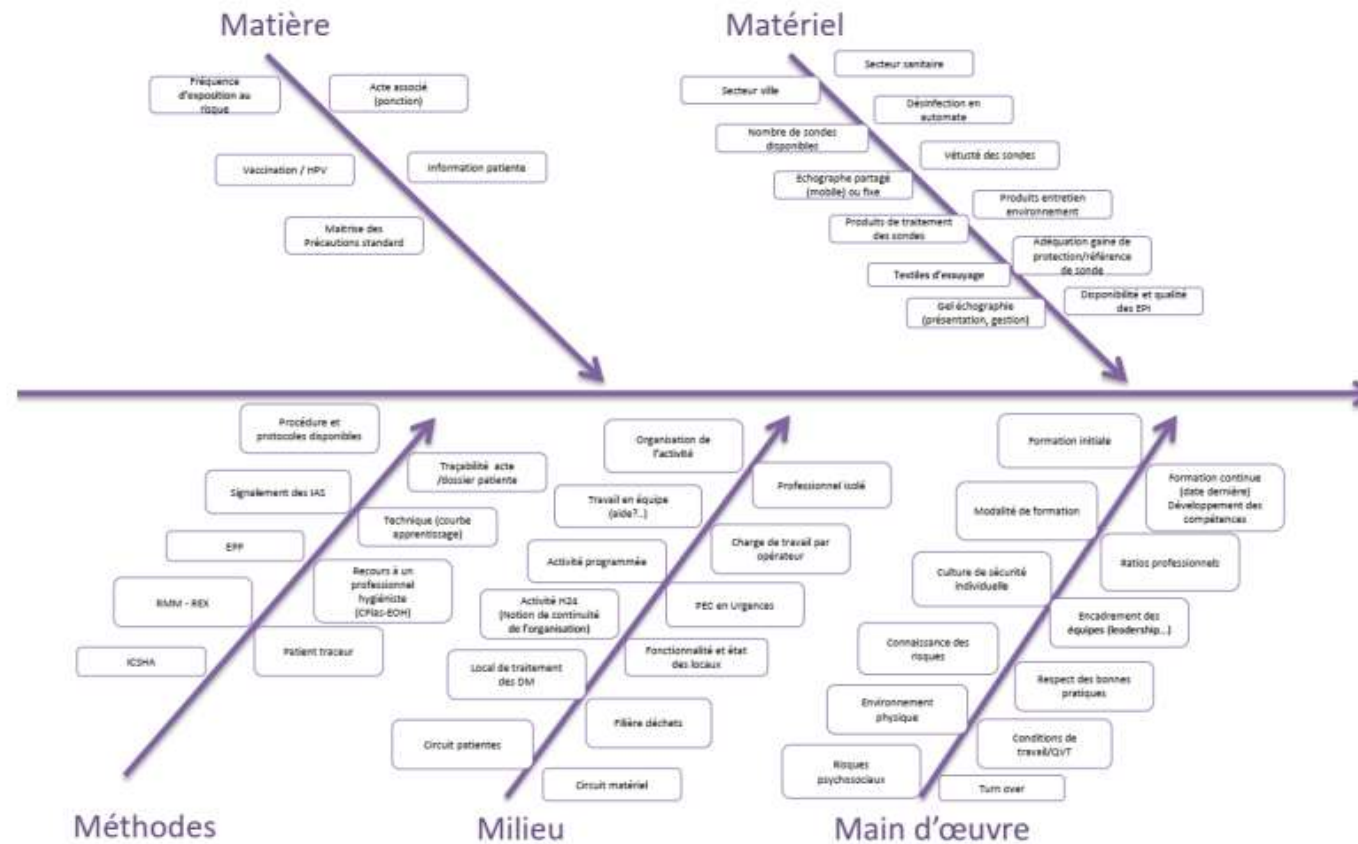 Matière
Fréquence
d'exposition au
risque
Acte associé
(ponction)
Vaccination / HPV
Information patiente
Maitrise des
Précautions standard
Matériel
Secteur sanitaire
Secteur ville
Désinfection en
automate
Nombre de sondes
disponibles
Vétusté des sondes
Echographe partagé
(mobile) ou fixe
Produits entretien
environnement
Produits de traitement
des sondes
Adéquation gaine de
protection/référence
de sonde
Textiles d'essuyage
Disponibilité et qualité
des EPI
Gel échographie
(présentation, gestion)
Procédure et
protocoles disponibles
Traçabilité acte
/dossier patiente
Signalement des IAS
Technique (courbe
apprentissage)
EPP
Recours à un
professionnel
hygiéniste
(CPias-EOH)
RMM - REX
Patient traceur
ICSHA
Méthodes
Organisation de
l'activité
Professionnel isolé
Travail en équipe
(aide?..)
Charge de travail par
opérateur
Activité programmée
PEC en Urgences
Activité H24
(Notion de continuité
de l'organisation)
Fonctionnalité et état
des locaux
Local de traitement
des DM
Filière déchets
Circuit patientes
Circuit matériel
Milieu
Formation initiale
Formation continue
(date dernière)
Développement des
compétences
Modalité de formation
Ratios professionnels
Culture de sécurité
individuelle
Encadrement des
équipes (leadership...)
Connaissance des
risques
Respect des bonnes
pratiques
Environnement
physique
Conditions de
travail/QVT
Risques
psychosociaux
Turn over
Main d'œuvre